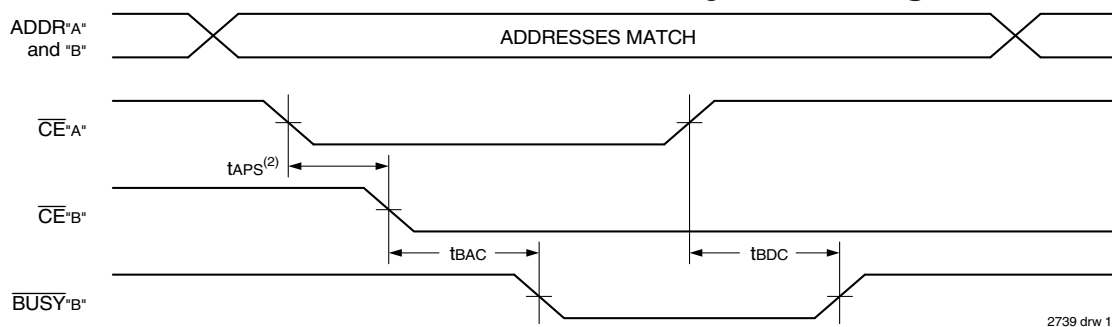 ADDR"A"
and "B"
ADDRESSES MATCH
CE"A"
tAPS(2)
CE"B"
tBAC
tBDC
BUSY"B"
2739 drw 1